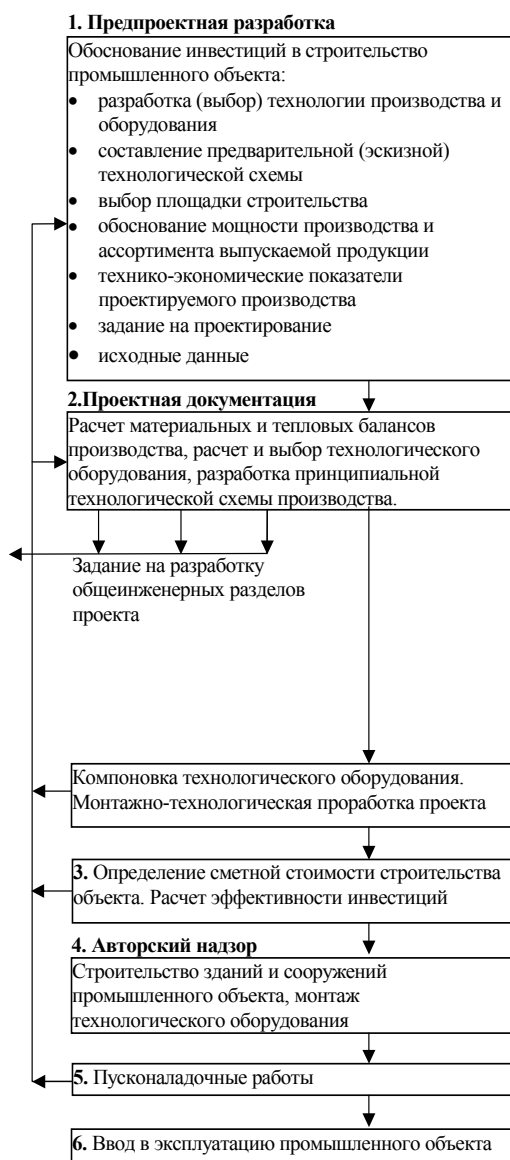 1. Предпроектная разработка
Обоснование инвестиций в строительство
промышленного объекта:
• разработка (выбор) технологии производства и
оборудования
• составление предварительной (эскизной)
технологической схемы
• выбор площадки строительства
• обоснование мощности производства и
ассортимента выпускаемой продукции
• технико-экономические показатели
проектируемого производства
• задание на проектирование
• исходные данные
2.Проектная документация
Расчет материальных и тепловых балансов
производства, расчет и выбор технологического
оборудования, разработка принципиальной
технологической схемы производства.
Задание на разработку
общеинженерных разделов
проекта
Компоновка технологического оборудования.
Монтажно-технологическая проработка проекта
3. Определение сметной стоимости строительства
объекта. Расчет эффективности инвестиций
4. Авторский надзор
Строительство зданий и сооружений
промышленного объекта, монтаж
технологического оборудования
5. Пусконаладочные работы
6. Ввод в эксплуатацию промышленного объекта